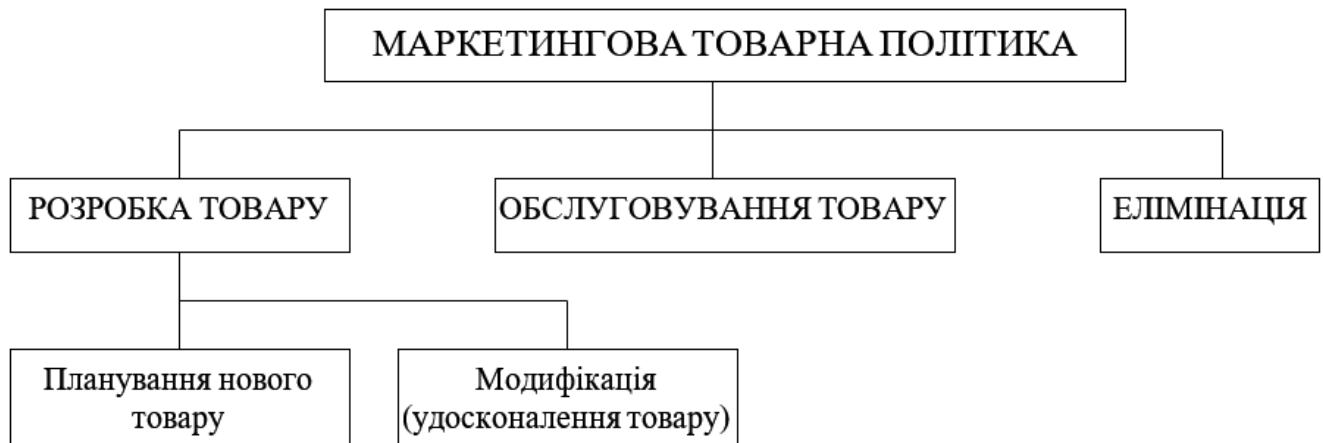 МАРКЕТИНГОВА ТОВАРНА ПОЛІТИКА
РОЗРОБКА ТОВАРУ
ОБСЛУГОВУВАННЯ ТОВАРУ
ЕЛІМІНАЦІЯ
Планування нового
товару
Модифікація
(удосконалення товару)